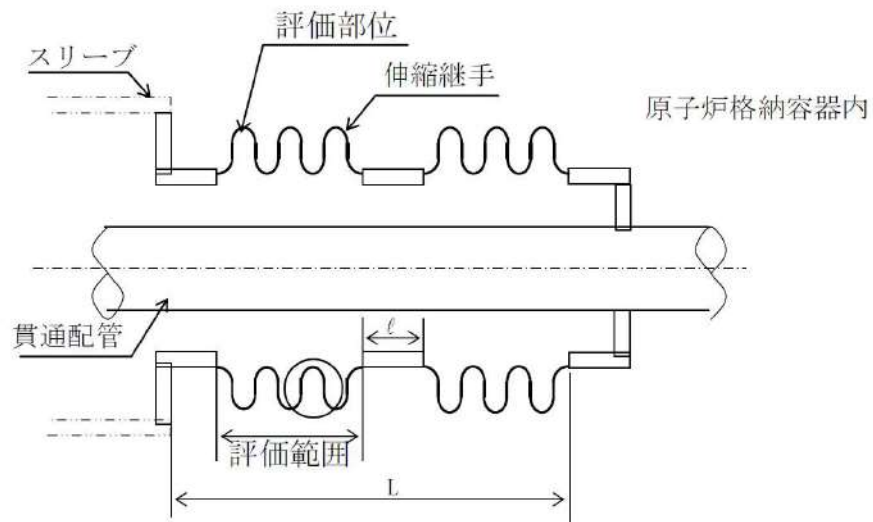 評価部位
スリーブ
伸縮継手
原子炉格納容器内
貫通配管
ℓ
評価範囲
L